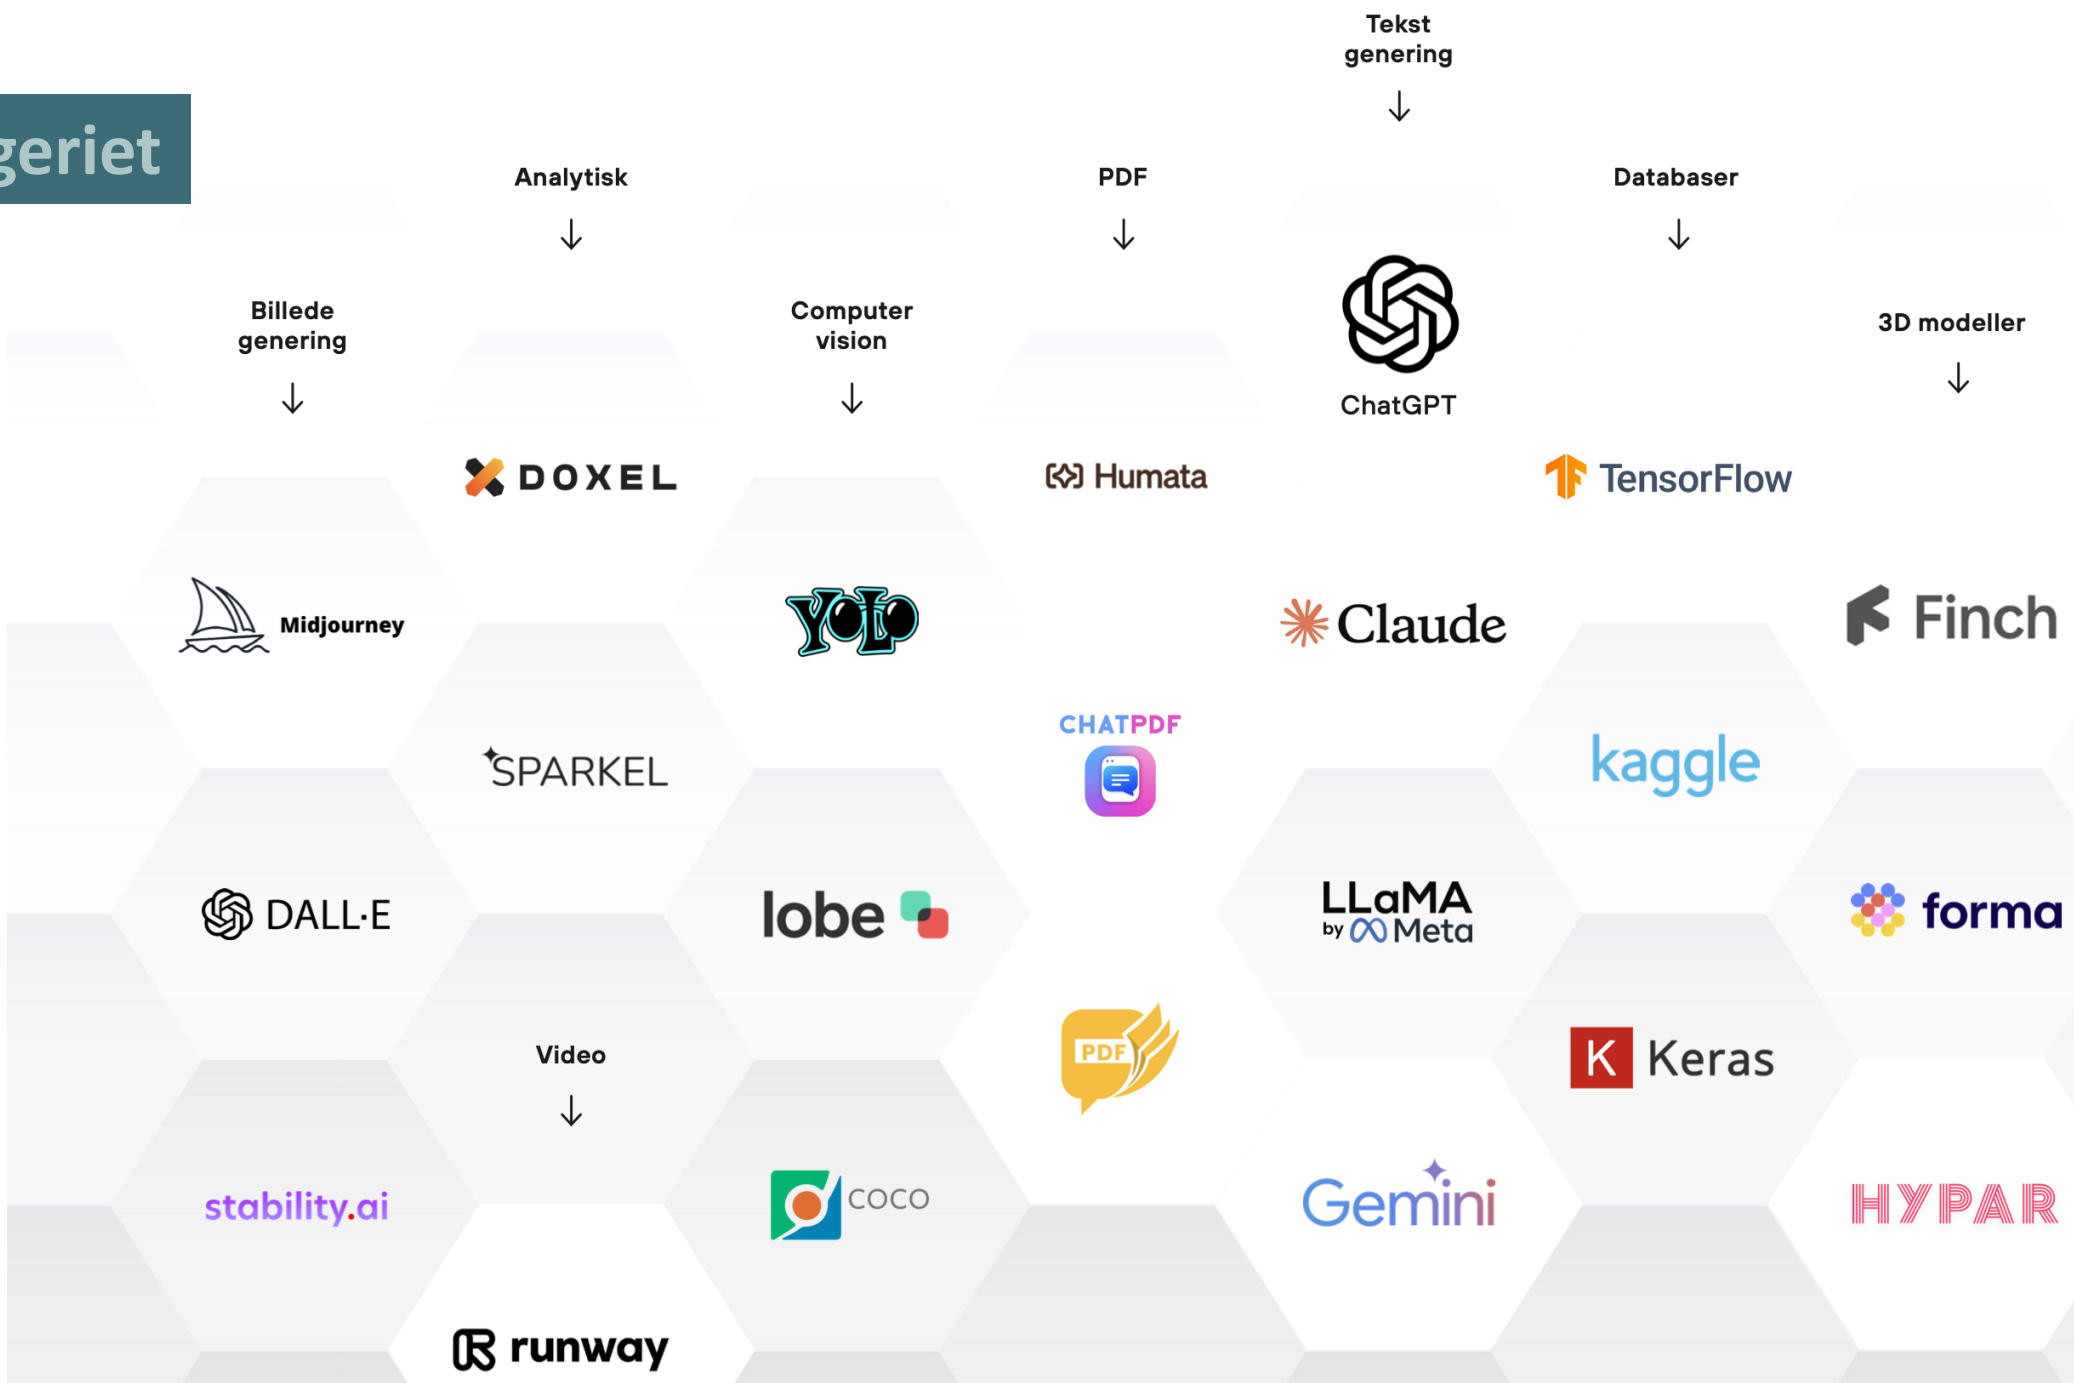 geriet
Tekst
genering
Analytisk
PDF
Databaser
Billede
genering
Computer
vision
3D modeller
ChatGPT
DOXEL
Humata
TensorFlow
Midjourney
YOLO
Claude
Finch
SPARKEL
CHATPDF
kaggle
DALL·E
lobe
LLaMA
by Meta
forma
PDF
Video
K Keras
stability.ai
COCO
Gemini
HYPAR
runway